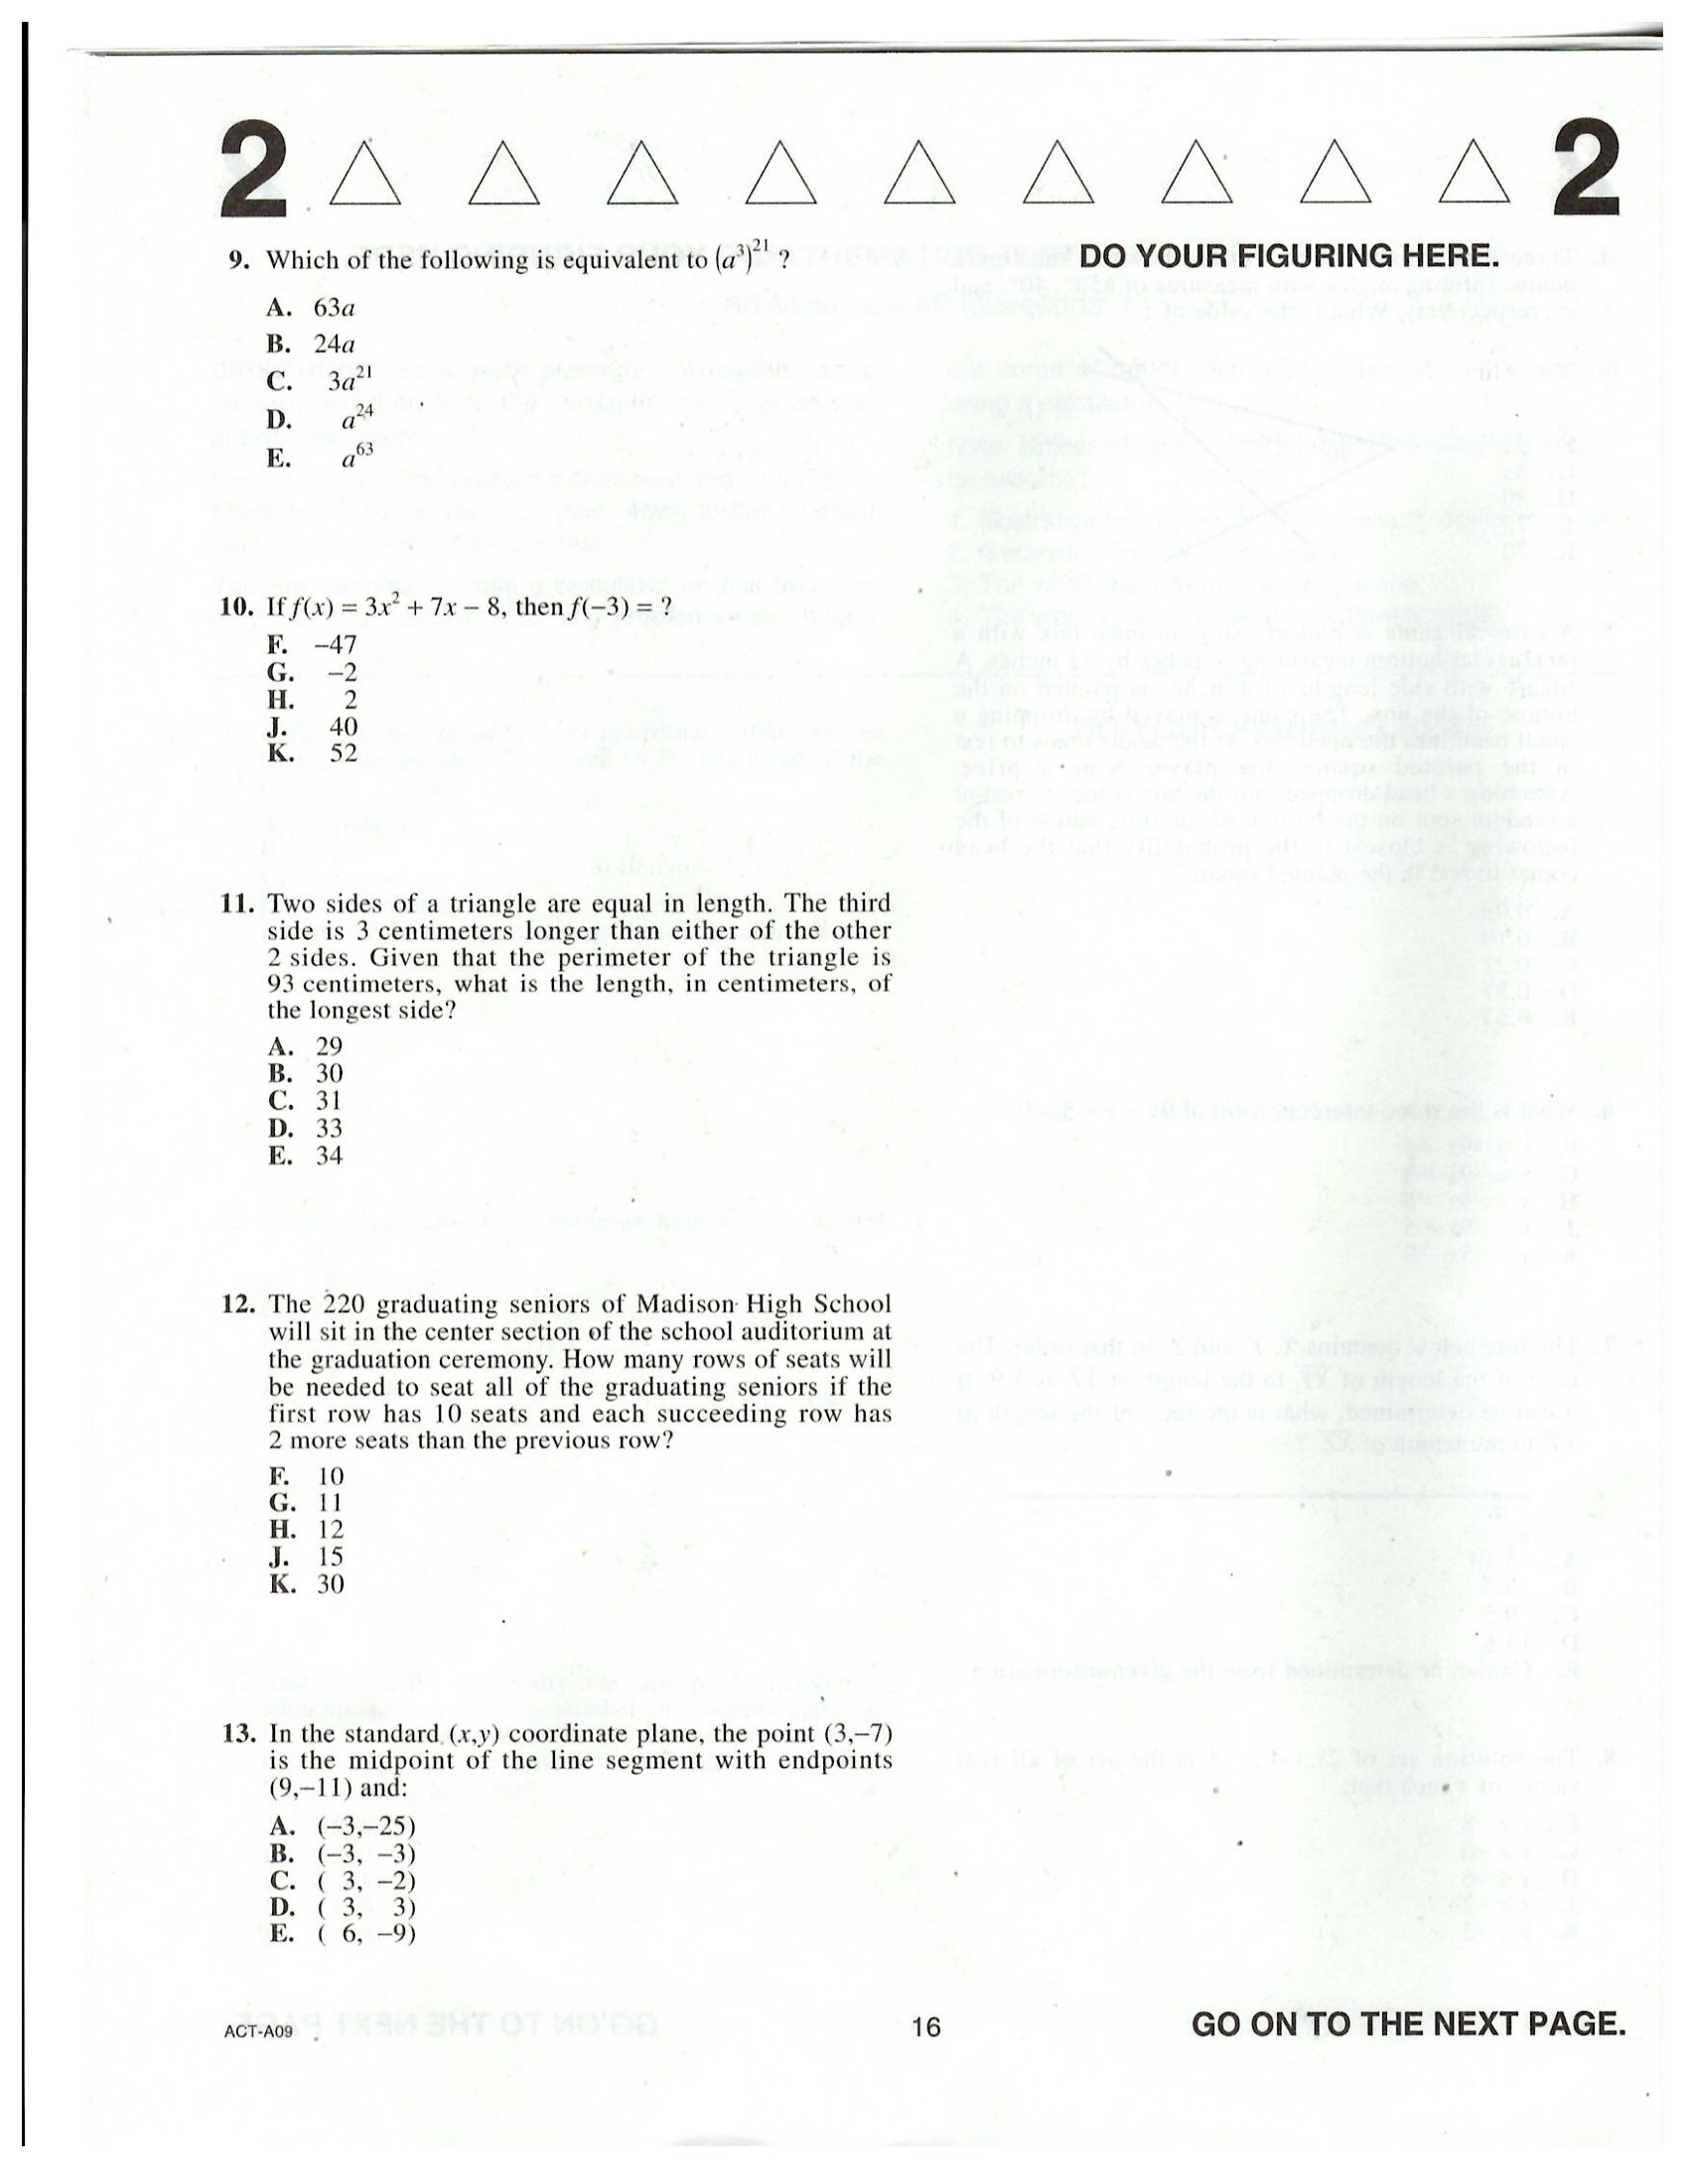 2 2
9. Which of the following is equivalent to (a³)²¹ ?
DO YOUR FIGURING HERE.
A. 63a
B. 24a
C. 3a²¹
D. a²⁴
E. a⁶³
10. If f(x) = 3x² + 7x − 8, then f(−3) = ?
F. −47
G. −2
H. 2
J. 40
K. 52
11. Two sides of a triangle are equal in length. The third
side is 3 centimeters longer than either of the other
2 sides. Given that the perimeter of the triangle is
93 centimeters, what is the length, in centimeters, of
the longest side?
A. 29
B. 30
C. 31
D. 33
E. 34
12. The 220 graduating seniors of Madison High School
will sit in the center section of the school auditorium at
the graduation ceremony. How many rows of seats will
be needed to seat all of the graduating seniors if the
first row has 10 seats and each succeeding row has
2 more seats than the previous row?
F. 10
G. 11
H. 12
J. 15
K. 30
13. In the standard (x,y) coordinate plane, the point (3,−7)
is the midpoint of the line segment with endpoints
(9,−11) and:
A. (−3,−25)
B. (−3, −3)
C. ( 3, −2)
D. ( 3, 3)
E. ( 6, −9)
ACT-A09
16
GO ON TO THE NEXT PAGE.